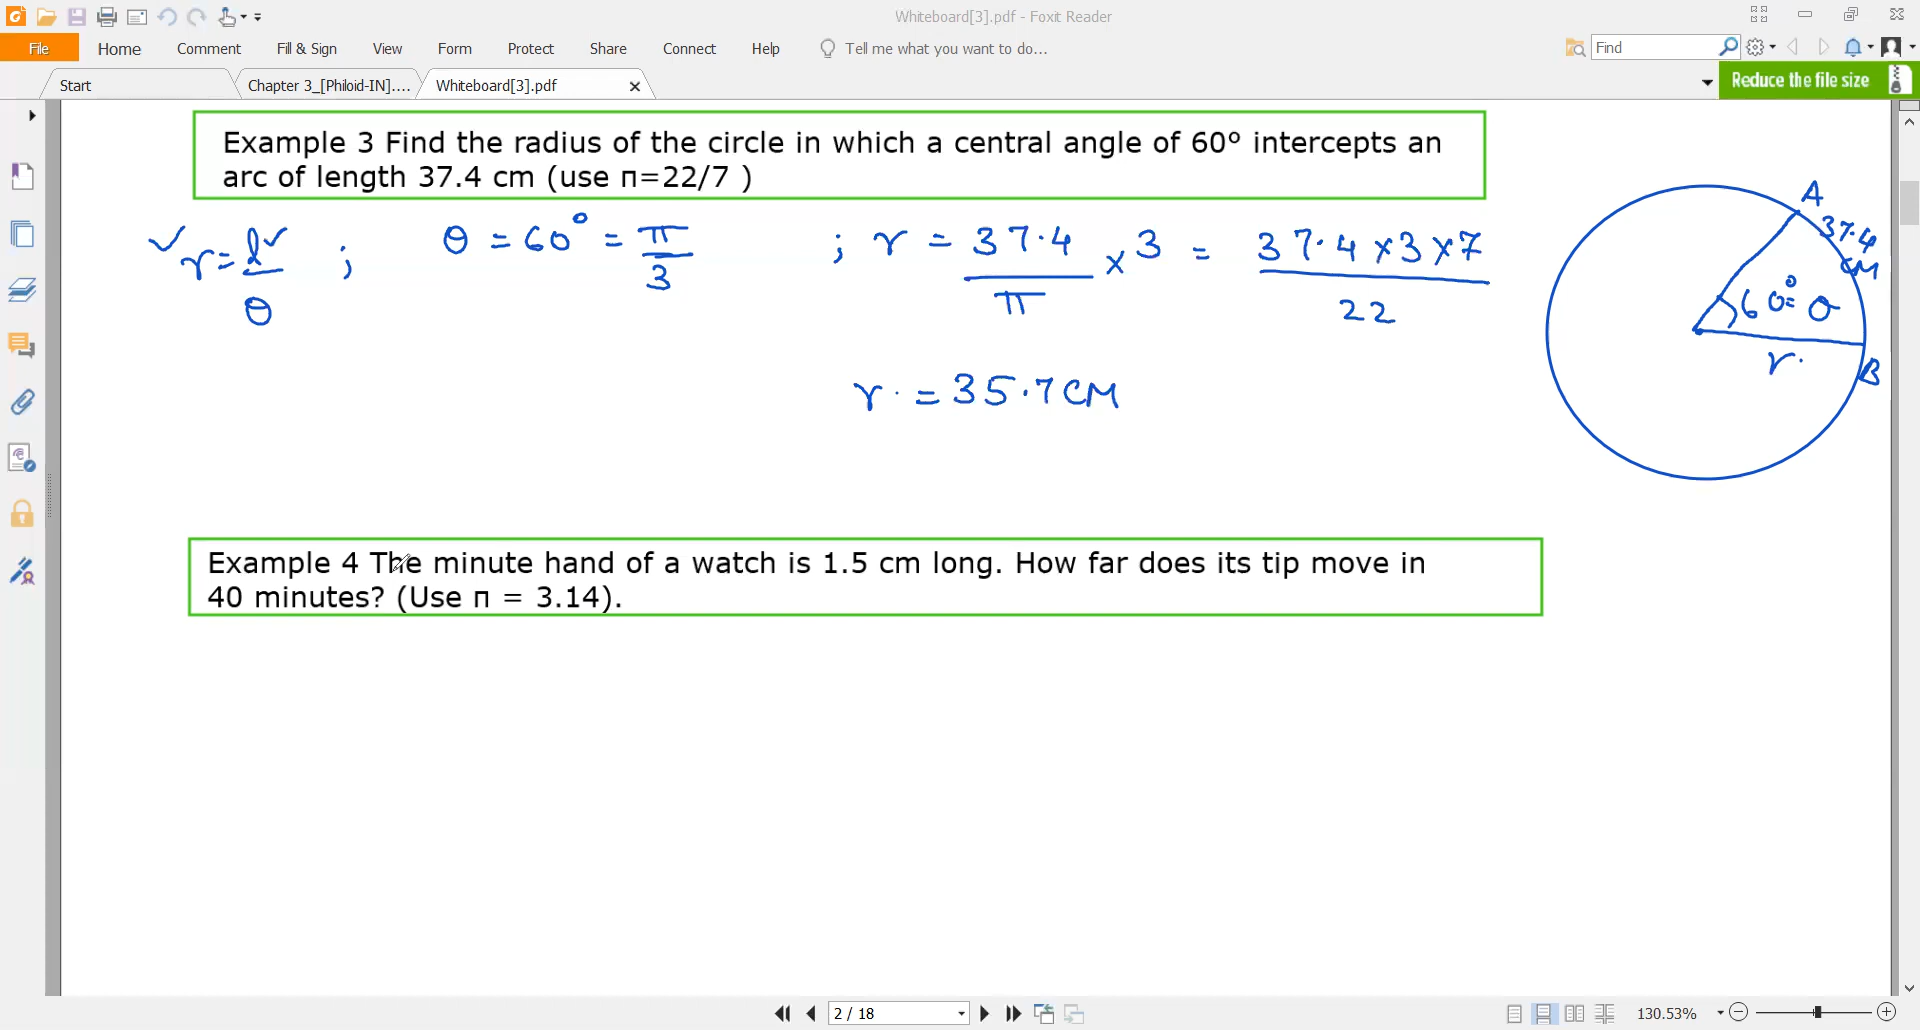 Whiteboard[3].pdf - Foxit Reader
File Home Comment Fill & Sign View Form Protect Share Connect Help Tell me what you want to do... Find
Start Chapter 3_[Philoid-IN].... Whiteboard[3].pdf Reduce the file size
Example 3 Find the radius of the circle in which a central angle of 60º intercepts an
arc of length 37.4 cm (use п=22/7 )
✓ r = l✓/θ ; θ = 60° = π/3 ; r = 37.4/π × 3 = 37.4 × 3 × 7/22
r = 35.7 CM
A
37.4
CM
60° = θ
r
B
Example 4 The minute hand of a watch is 1.5 cm long. How far does its tip move in
40 minutes? (Use п = 3.14).
2 / 18 130.53%